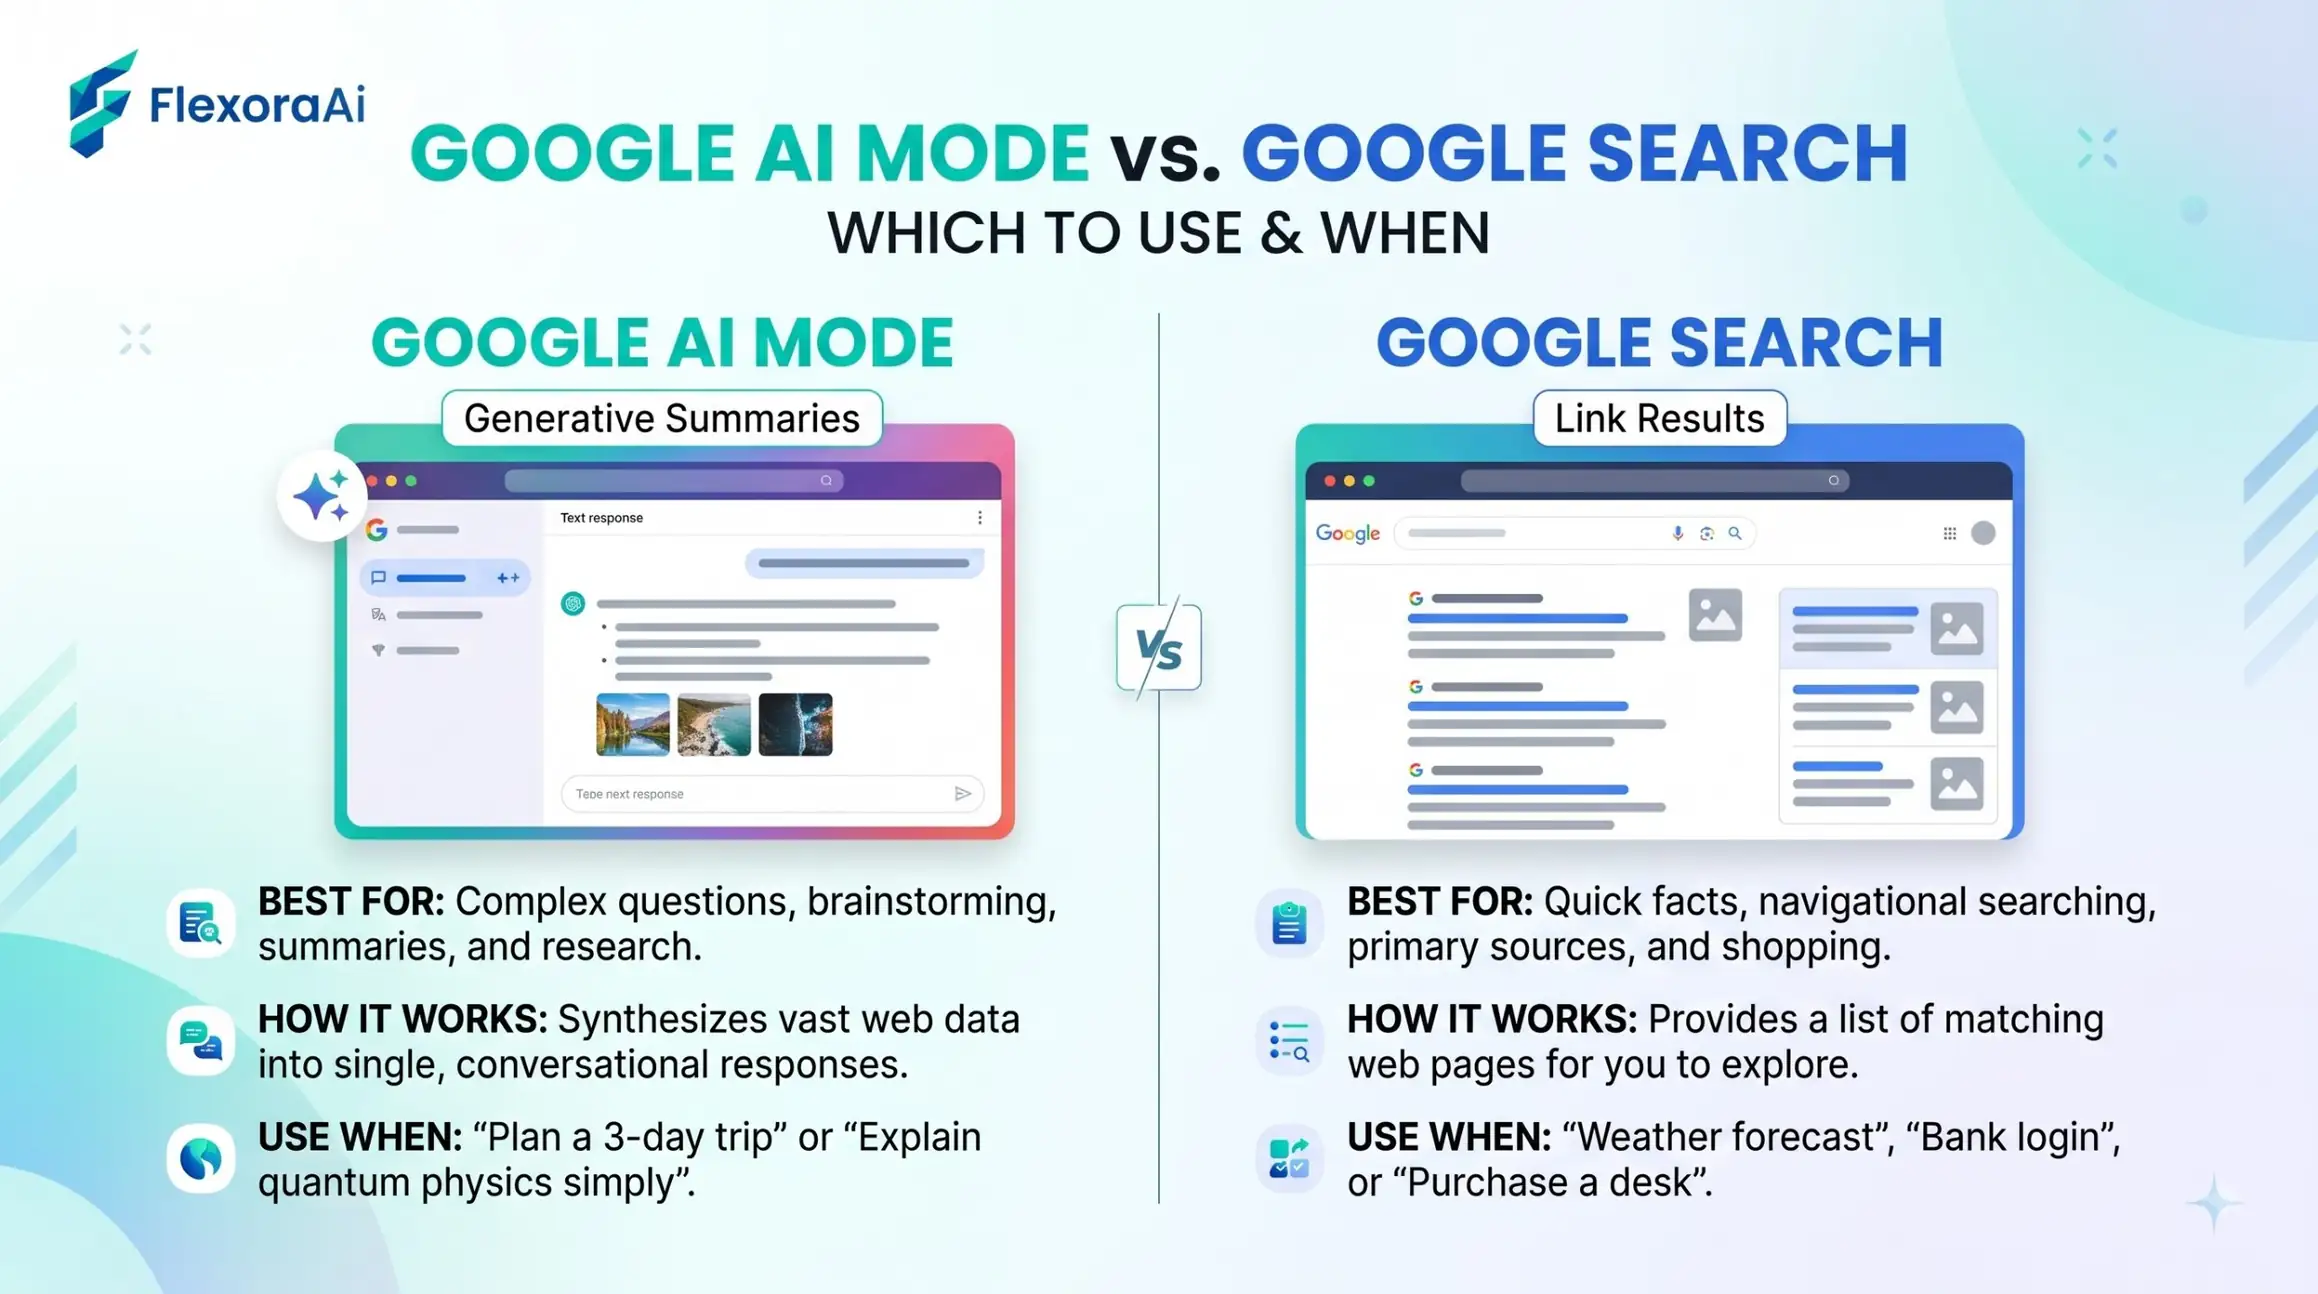 FlexoraAi
GOOGLE AI MODE vs. GOOGLE SEARCH
WHICH TO USE & WHEN
GOOGLE AI MODE
Generative Summaries
Text response
Tebe next response
BEST FOR: Complex questions, brainstorming,
summaries, and research.
HOW IT WORKS: Synthesizes vast web data
into single, conversational responses.
USE WHEN: “Plan a 3-day trip” or “Explain
quantum physics simply”.
VS
GOOGLE SEARCH
Link Results
Google
BEST FOR: Quick facts, navigational searching,
primary sources, and shopping.
HOW IT WORKS: Provides a list of matching
web pages for you to explore.
USE WHEN: “Weather forecast”, “Bank login”,
or “Purchase a desk”.